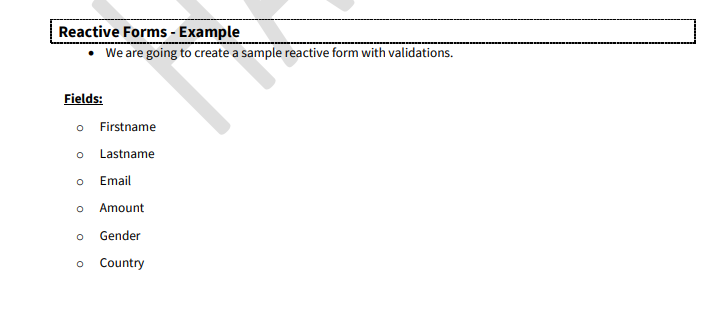 Reactive Forms - Example
• We are going to create a sample reactive form with validations.
Fields:
o Firstname
o Lastname
o Email
o Amount
o Gender
o Country